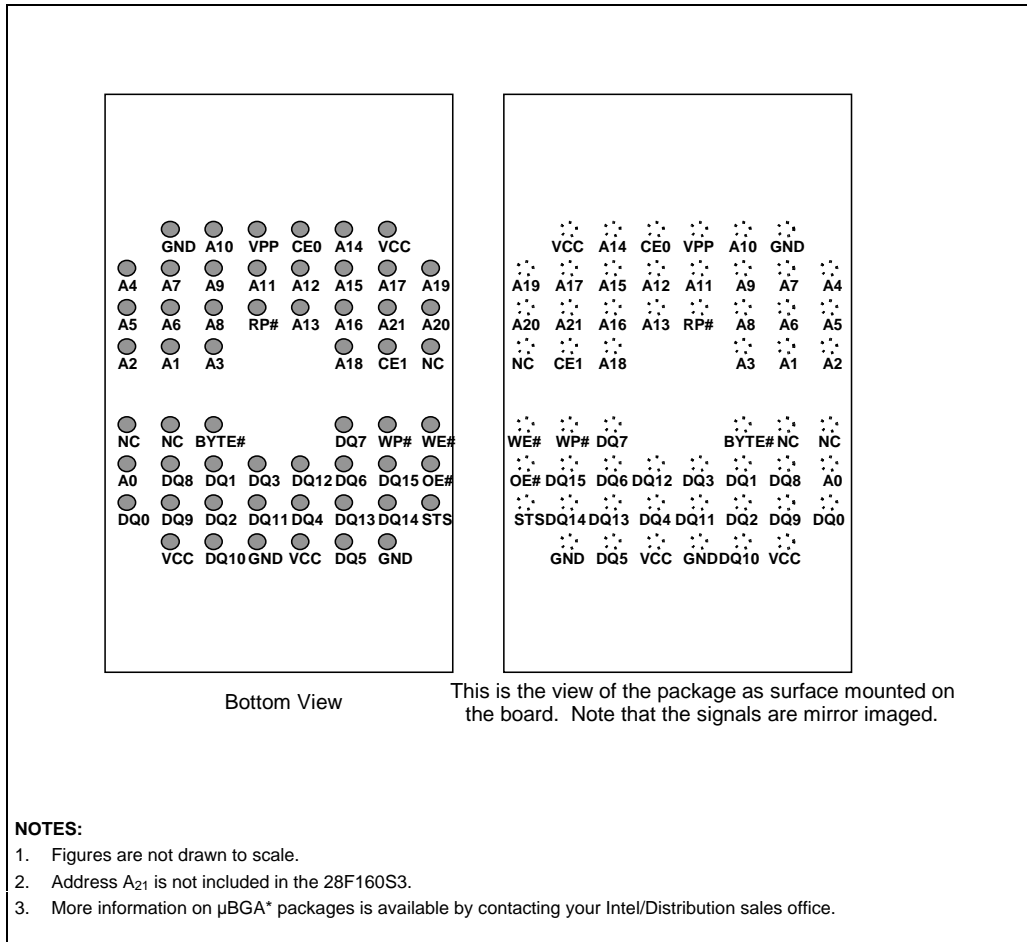 GND A10 VPP CE0 A14 VCC
A4 A7 A9 A11 A12 A15 A17 A19
A5 A6 A8 RP# A13 A16 A21 A20
A2 A1 A3 A18 CE1 NC
NC NC BYTE# DQ7 WP# WE#
A0 DQ8 DQ1 DQ3 DQ12 DQ6 DQ15 OE#
DQ0 DQ9 DQ2 DQ11 DQ4 DQ13 DQ14 STS
VCC DQ10 GND VCC DQ5 GND
Bottom View
VCC A14 CE0 VPP A10 GND
A19 A17 A15 A12 A11 A9 A7 A4
A20 A21 A16 A13 RP# A8 A6 A5
NC CE1 A18 A3 A1 A2
WE# WP# DQ7 BYTE# NC NC
OE# DQ15 DQ6 DQ12 DQ3 DQ1 DQ8 A0
STS DQ14 DQ13 DQ4 DQ11 DQ2 DQ9 DQ0
GND DQ5 VCC GND DQ10 VCC
This is the view of the package as surface mounted on
the board. Note that the signals are mirror imaged.
NOTES:
1. Figures are not drawn to scale.
2. Address A21 is not included in the 28F160S3.
3. More information on µBGA* packages is available by contacting your Intel/Distribution sales office.